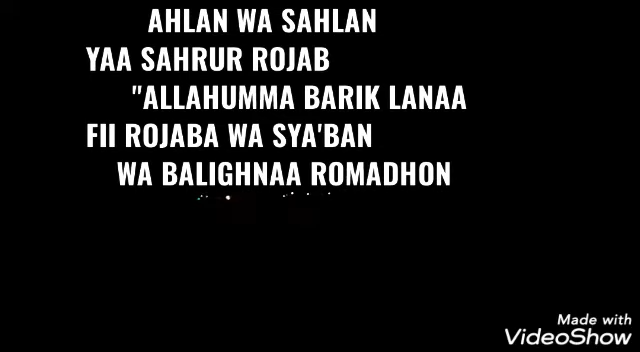 AHLAN WA SAHLAN
YAA SAHRUR ROJAB
"ALLAHUMMA BARIK LANAA
FII ROJABA WA SYA'BAN
WA BALIGHNAA ROMADHON
Made with
VideoShow